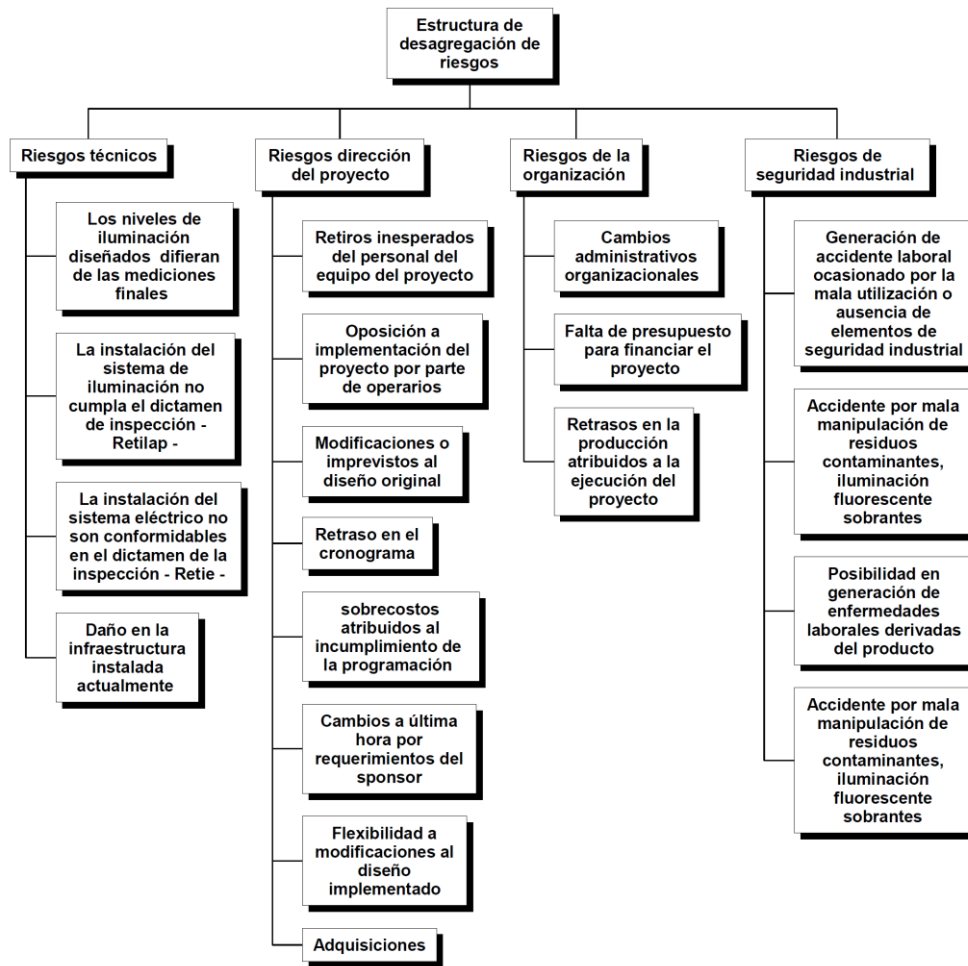 Estructura de
desagregación de
riesgos
Riesgos técnicos
Los niveles de
iluminación
diseñados difieran
de las mediciones
finales
La instalación del
sistema de
iluminación no
cumpla el dictamen
de inspección -
Retilap -
La instalación del
sistema eléctrico no
son conformidables
en el dictamen de la
inspección - Retie -
Daño en la
infraestructura
instalada
actualmente
Riesgos dirección
del proyecto
Retiros inesperados
del personal del
equipo del proyecto
Oposición a
implementación del
proyecto por parte
de operarios
Modificaciones o
imprevistos al
diseño original
Retraso en el
cronograma
sobrecostos
atribuidos al
incumplimiento de
la programación
Cambios a última
hora por
requerimientos del
sponsor
Flexibilidad a
modificaciones al
diseño
implementado
Adquisiciones
Riesgos de la
organización
Cambios
administrativos
organizacionales
Falta de presupuesto
para financiar el
proyecto
Retrasos en la
producción
atribuidos a la
ejecución del
proyecto
Riesgos de
seguridad industrial
Generación de
accidente laboral
ocasionado por la
mala utilización o
ausencia de
elementos de
seguridad industrial
Accidente por mala
manipulación de
residuos
contaminantes,
iluminación
fluorescente
sobrantes
Posibilidad en
generación de
enfermedades
laborales derivadas
del producto
Accidente por mala
manipulación de
residuos
contaminantes,
iluminación
fluorescente
sobrantes